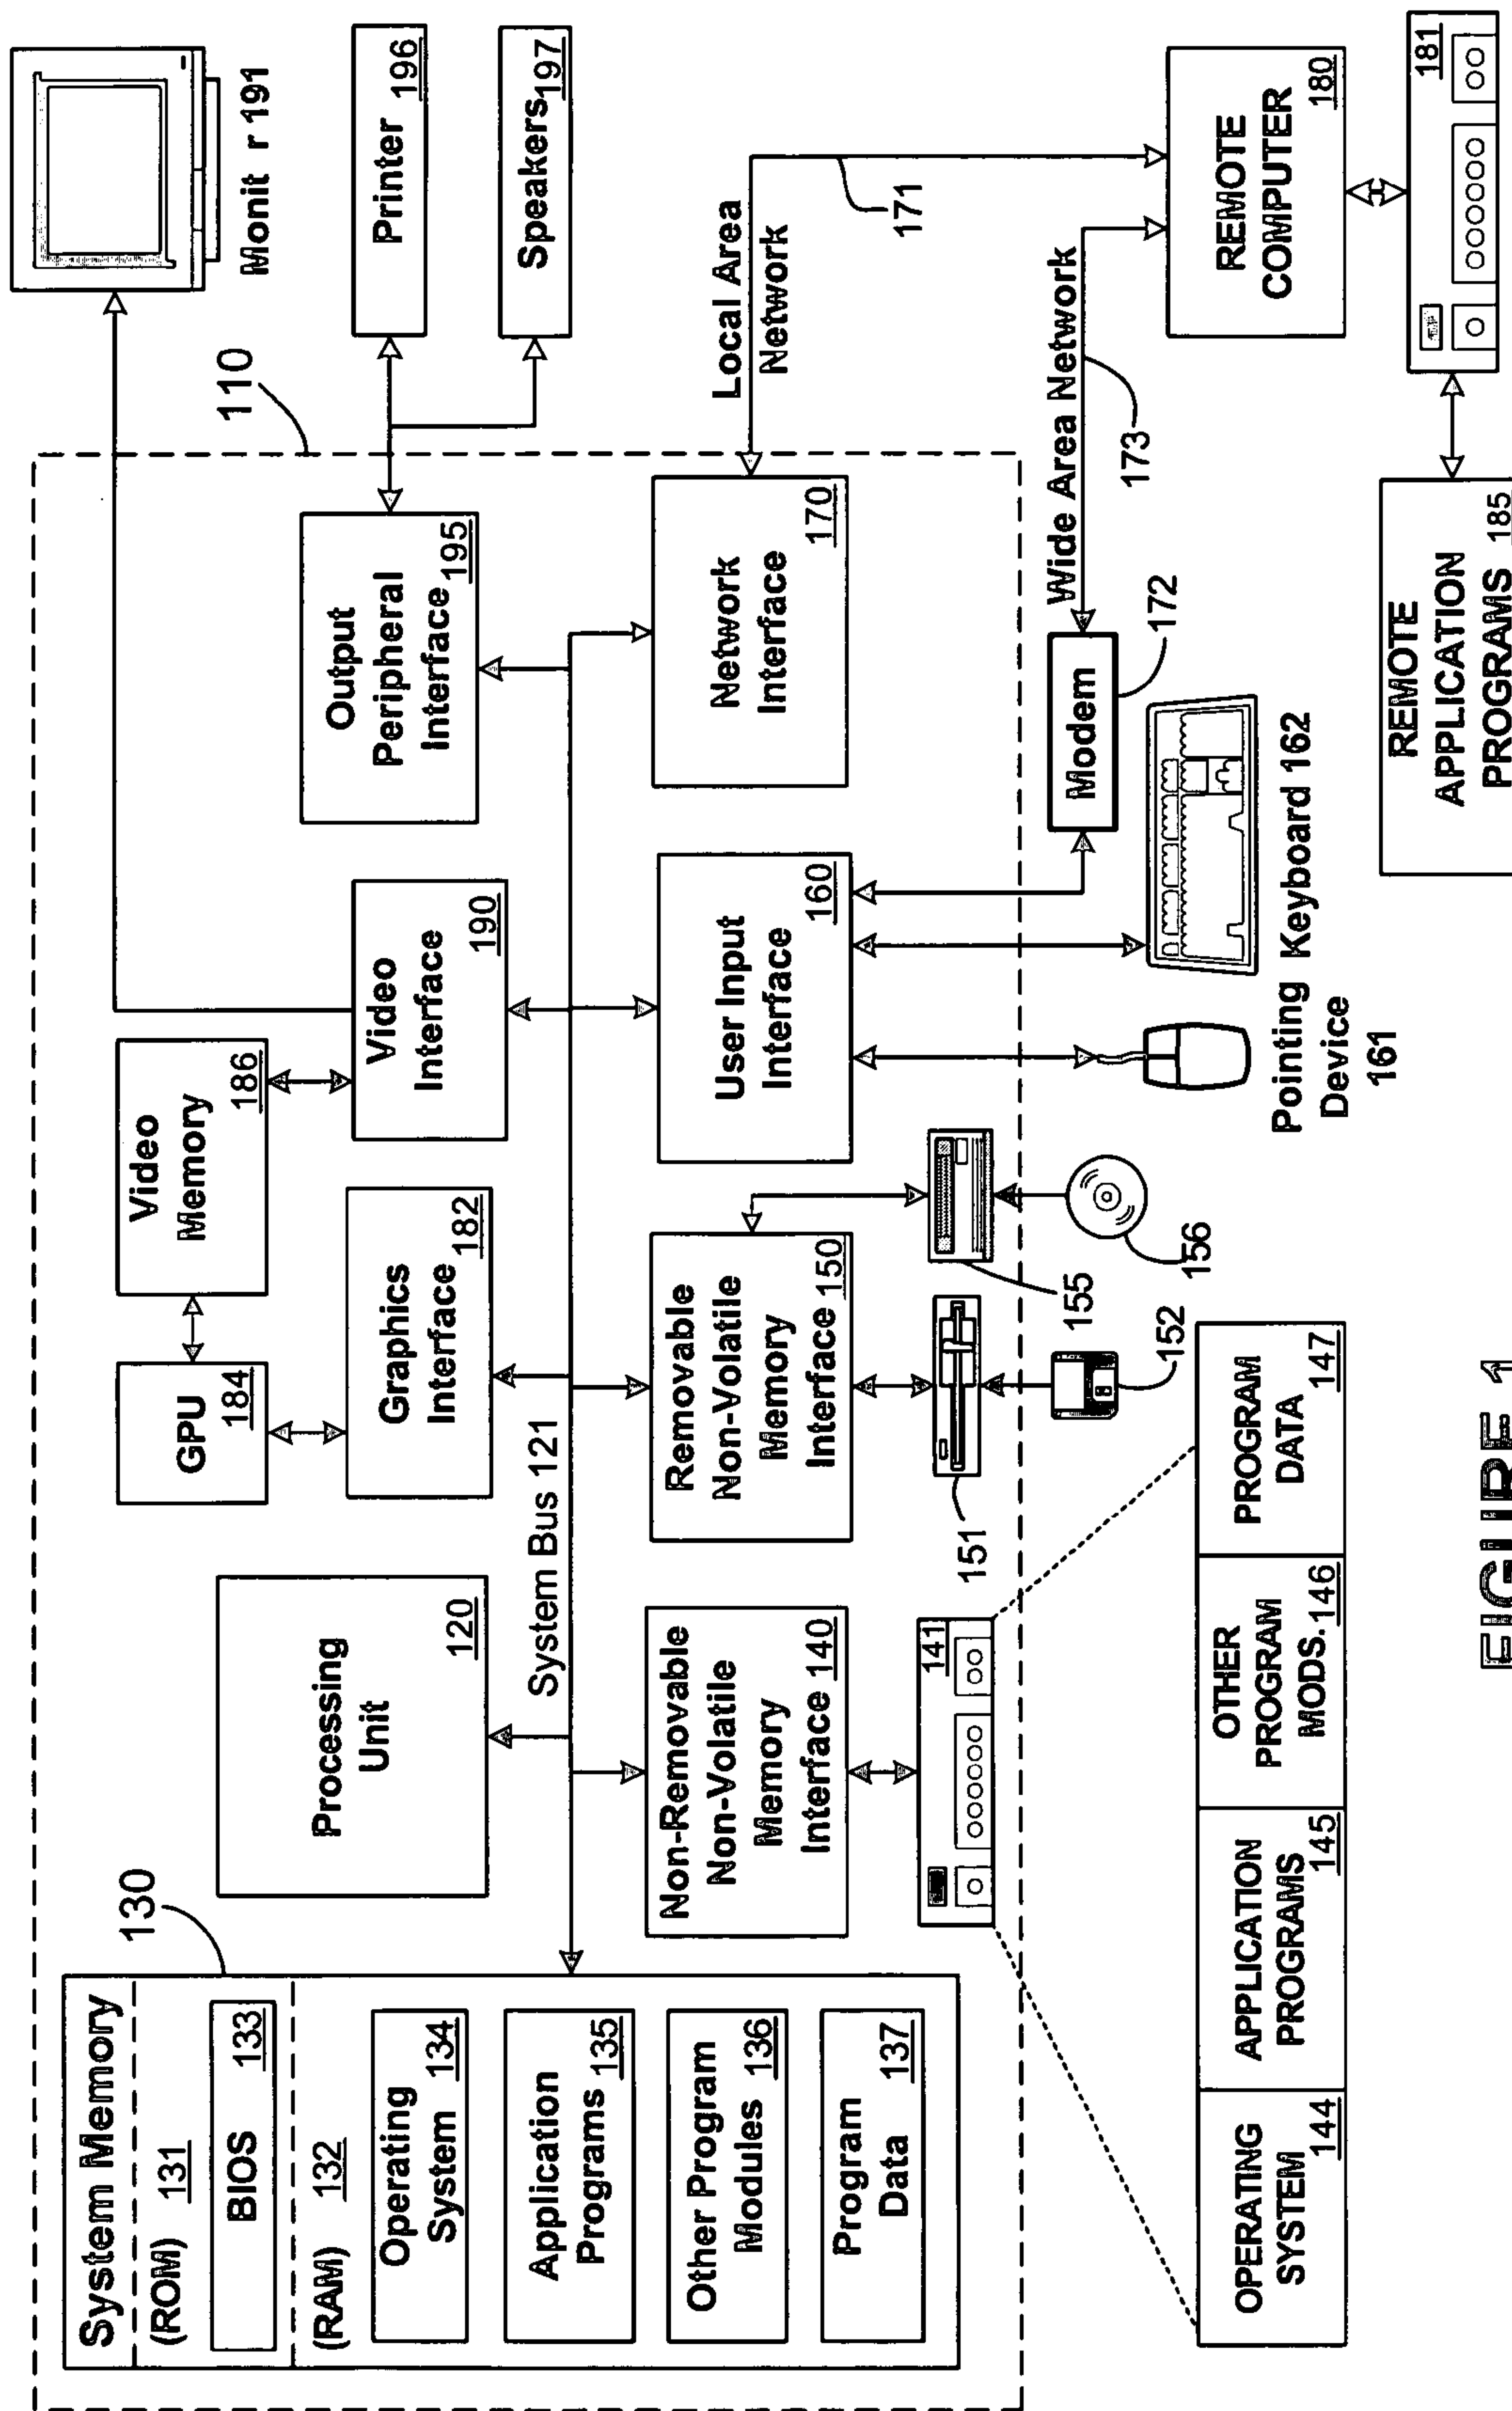 110
Monit r 191
System Memory
130
(ROM) 131
BIOS 133
(RAM) 132
Operating
System 134
Application
Programs 135
Other Program
Modules 136
Program
Data 137
Processing
Unit
120
GPU
184
Video
Memory
186
Graphics
Interface 182
Video
Interface
190
Output
Peripheral
Interface 195
Printer
196
Speakers 197
System Bus 121
Non-Removable
Non-Volatile
Memory
Interface 140
Removable
Non-Volatile
Memory
Interface 150
User Input
Interface
160
Network
Interface
170
Local Area
Network
171
141
151
152
155
156
Wide Area Network
173
Modem
172
Pointing
Device
161
Keyboard 162
REMOTE
COMPUTER
180
181
OPERATING
SYSTEM 144
APPLICATION
PROGRAMS 145
OTHER
PROGRAM
MODS. 146
PROGRAM
DATA 147
REMOTE
APPLICATION
PROGRAMS 185
FIGURE 1